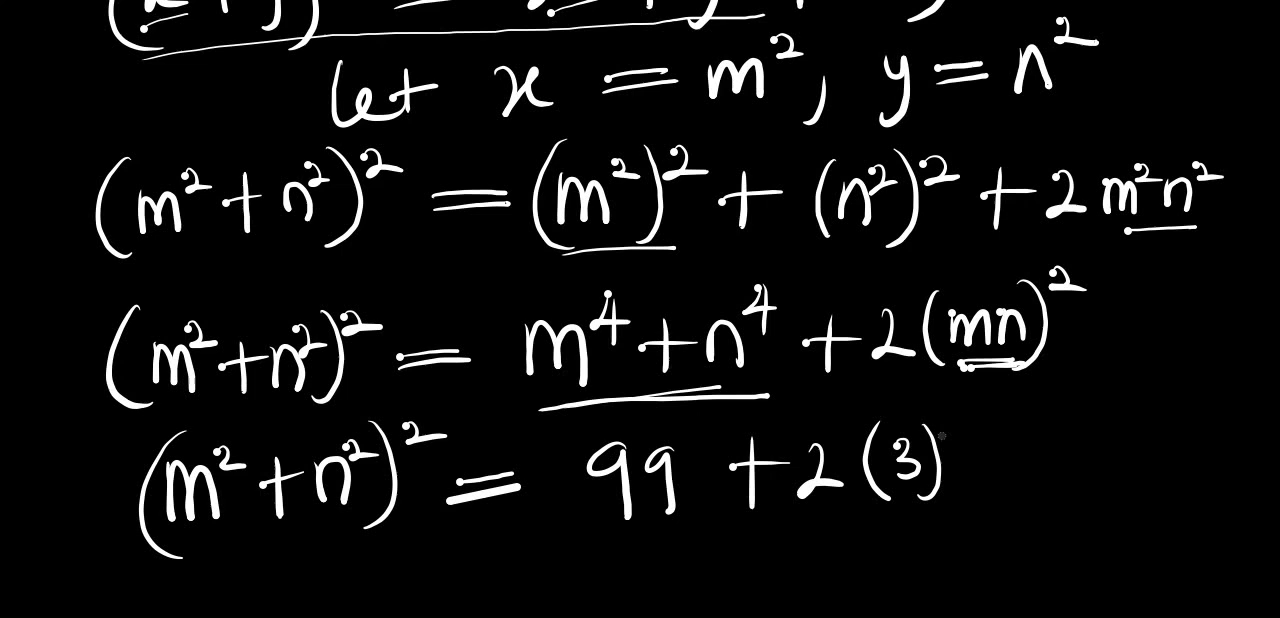 let x = m², y = n²
(m² + n²)² = (m²)² + (n²)² + 2m²n²
(m² + n²)² = m⁴ + n⁴ + 2(mn)²
(m² + n²)² = 99 + 2(3)